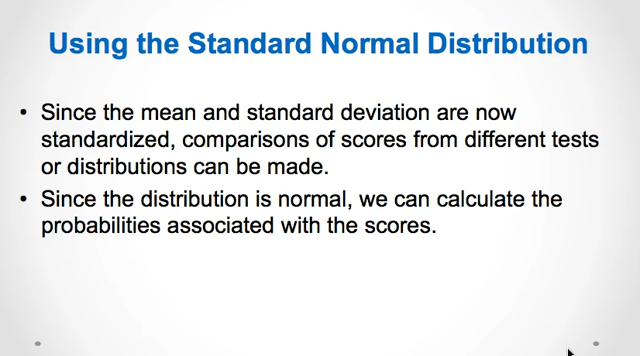 Using the Standard Normal Distribution
• Since the mean and standard deviation are now
standardized, comparisons of scores from different tests
or distributions can be made.
• Since the distribution is normal, we can calculate the
probabilities associated with the scores.